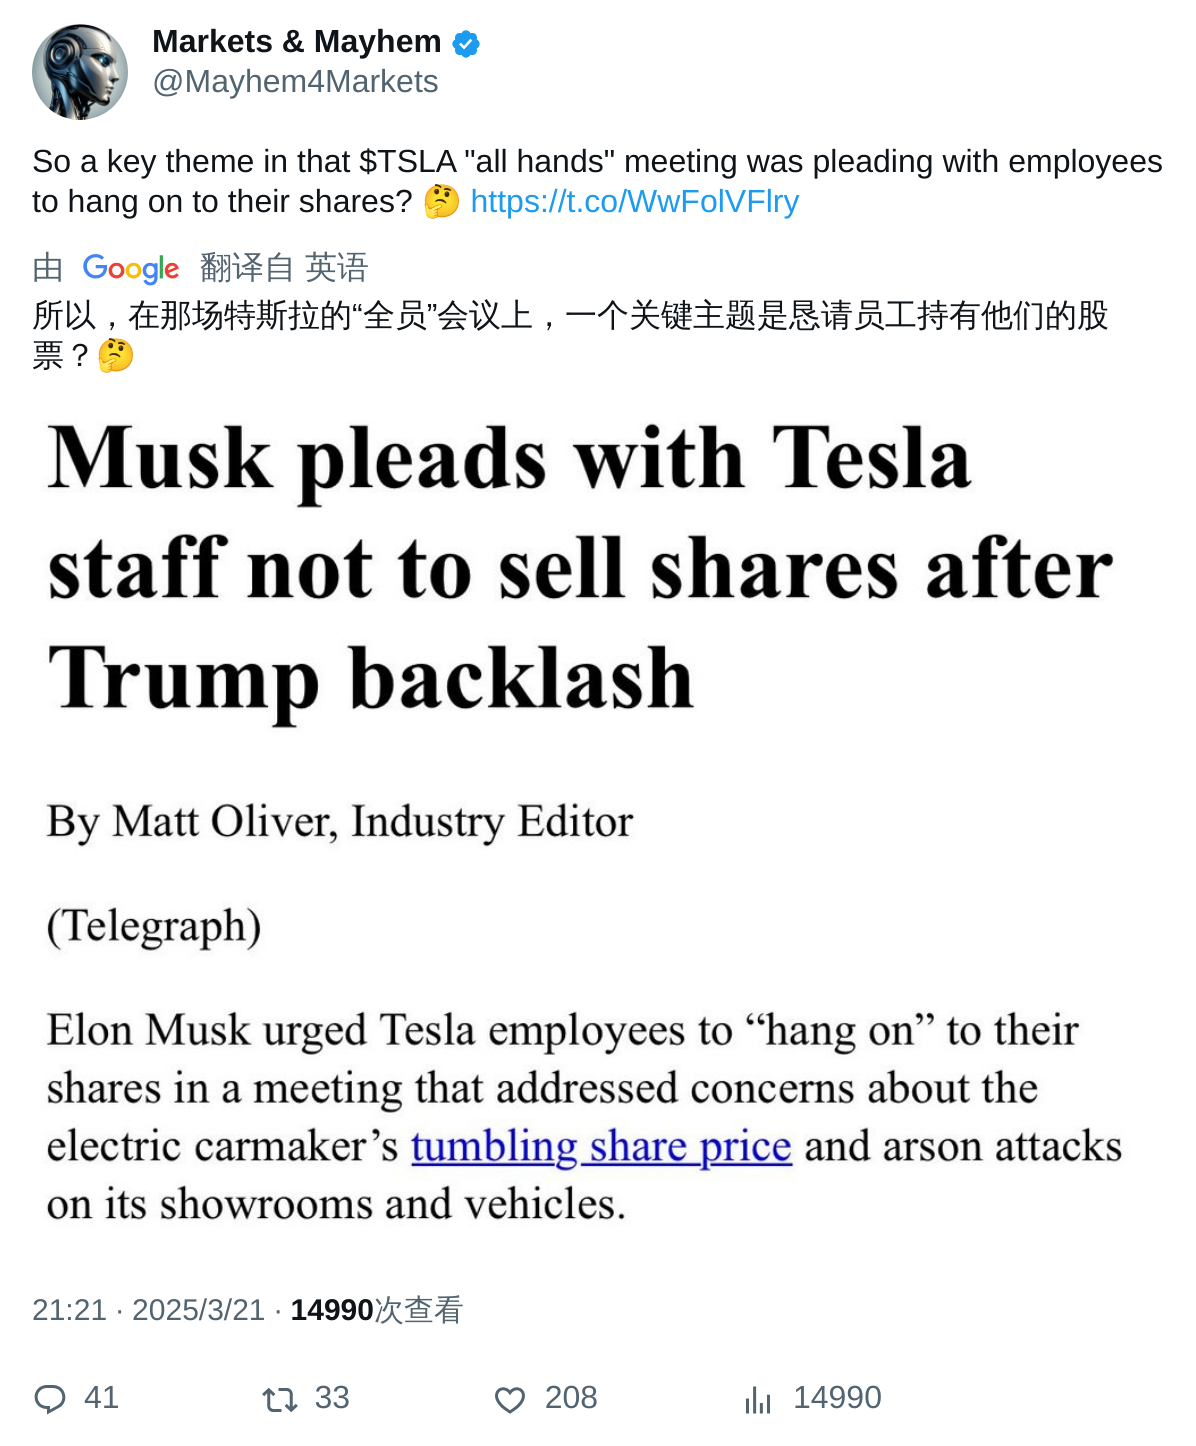 Markets & Mayhem
@Mayhem4Markets
So a key theme in that $TSLA "all hands" meeting was pleading with employees
to hang on to their shares? 🤔 https://t.co/WwFolVFlry
由 Google 翻译自 英语
所以，在那场特斯拉的“全员”会议上，一个关键主题是恳请员工持有他们的股
票？🤔
Musk pleads with Tesla
staff not to sell shares after
Trump backlash
By Matt Oliver, Industry Editor
(Telegraph)
Elon Musk urged Tesla employees to “hang on” to their
shares in a meeting that addressed concerns about the
electric carmaker’s tumbling share price and arson attacks
on its showrooms and vehicles.
21:21 · 2025/3/21 · 14990次查看
41 33 208 14990